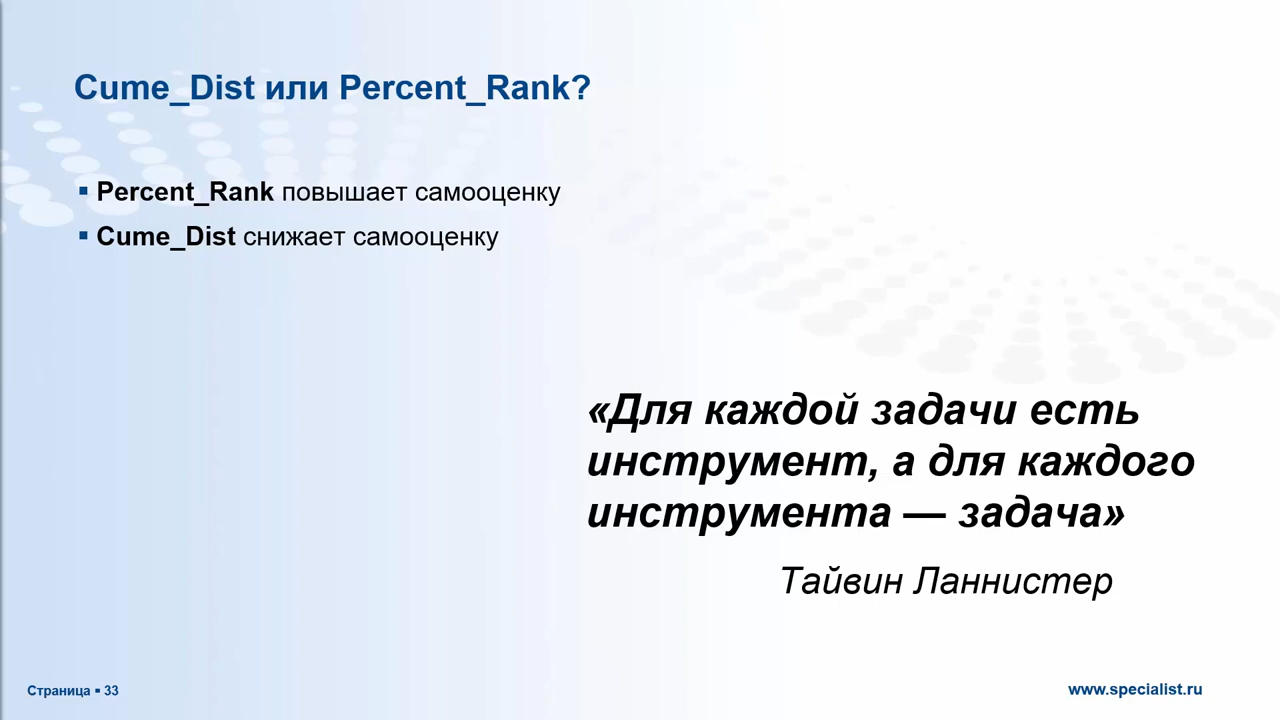 Cume_Dist или Percent_Rank?
▪ Percent_Rank повышает самооценку
▪ Cume_Dist снижает самооценку
«Для каждой задачи есть
инструмент, а для каждого
инструмента — задача»
Тайвин Ланнистер
Страница ▪ 33
www.specialist.ru